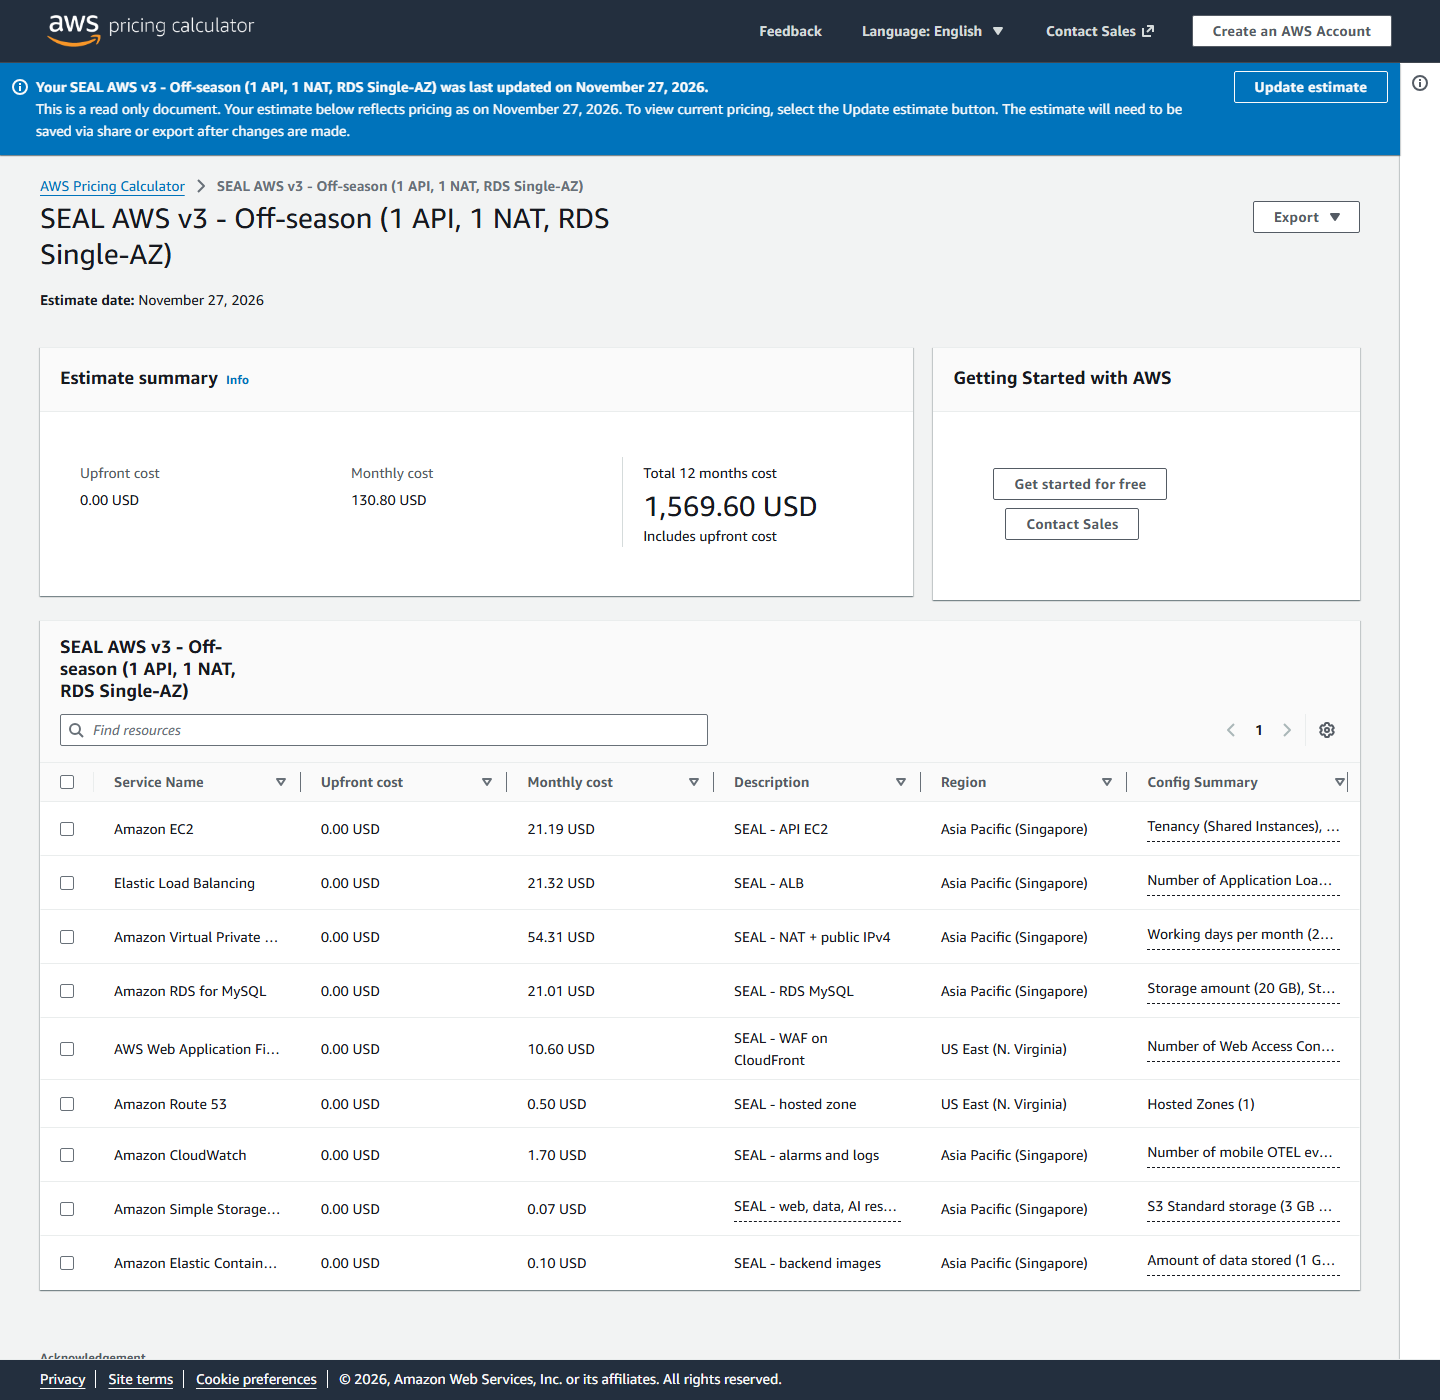 aws pricing calculator
Feedback
Language: English
Contact Sales
Create an AWS Account
Your SEAL AWS v3 - Off-season (1 API, 1 NAT, RDS Single-AZ) was last updated on November 27, 2026.
This is a read only document. Your estimate below reflects pricing as on November 27, 2026. To view current pricing, select the Update estimate button. The estimate will need to be
saved via share or export after changes are made.
Update estimate
AWS Pricing Calculator > SEAL AWS v3 - Off-season (1 API, 1 NAT, RDS Single-AZ)
SEAL AWS v3 - Off-season (1 API, 1 NAT, RDS
Single-AZ)
Export
Estimate date: November 27, 2026
Estimate summary Info
Upfront cost
0.00 USD
Monthly cost
130.80 USD
Total 12 months cost
1,569.60 USD
Includes upfront cost
Getting Started with AWS
Get started for free
Contact Sales
SEAL AWS v3 - Off-
season (1 API, 1 NAT,
RDS Single-AZ)
Find resources
1
Service Name Upfront cost Monthly cost Description Region Config Summary
Amazon EC2 0.00 USD 21.19 USD SEAL - API EC2 Asia Pacific (Singapore) Tenancy (Shared Instances), ...
Elastic Load Balancing 0.00 USD 21.32 USD SEAL - ALB Asia Pacific (Singapore) Number of Application Loa...
Amazon Virtual Private ... 0.00 USD 54.31 USD SEAL - NAT + public IPv4 Asia Pacific (Singapore) Working days per month (2...
Amazon RDS for MySQL 0.00 USD 21.01 USD SEAL - RDS MySQL Asia Pacific (Singapore) Storage amount (20 GB), St...
AWS Web Application Fi... 0.00 USD 10.60 USD SEAL - WAF on
CloudFront US East (N. Virginia) Number of Web Access Con...
Amazon Route 53 0.00 USD 0.50 USD SEAL - hosted zone US East (N. Virginia) Hosted Zones (1)
Amazon CloudWatch 0.00 USD 1.70 USD SEAL - alarms and logs Asia Pacific (Singapore) Number of mobile OTEL ev...
Amazon Simple Storage... 0.00 USD 0.07 USD SEAL - web, data, AI res... Asia Pacific (Singapore) S3 Standard storage (3 GB ...
Amazon Elastic Contain... 0.00 USD 0.10 USD SEAL - backend images Asia Pacific (Singapore) Amount of data stored (1 G...
Acknowledgement
Privacy | Site terms | Cookie preferences | © 2026, Amazon Web Services, Inc. or its affiliates. All rights reserved.